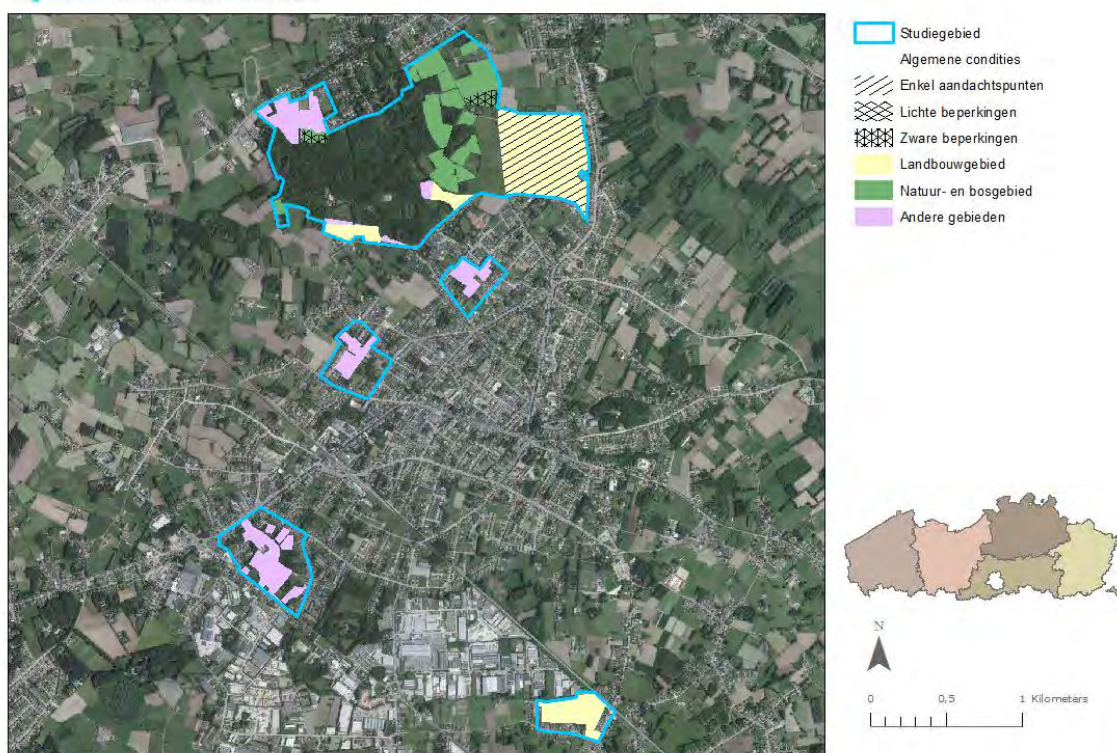 Studiegebied
Algemene condities
Enkel aandachtspunten
Lichte beperkingen
Zware beperkingen
Landbouwgebied
Natuur- en bosgebied
Andere gebieden
N
0 0,5 1 Kilometers